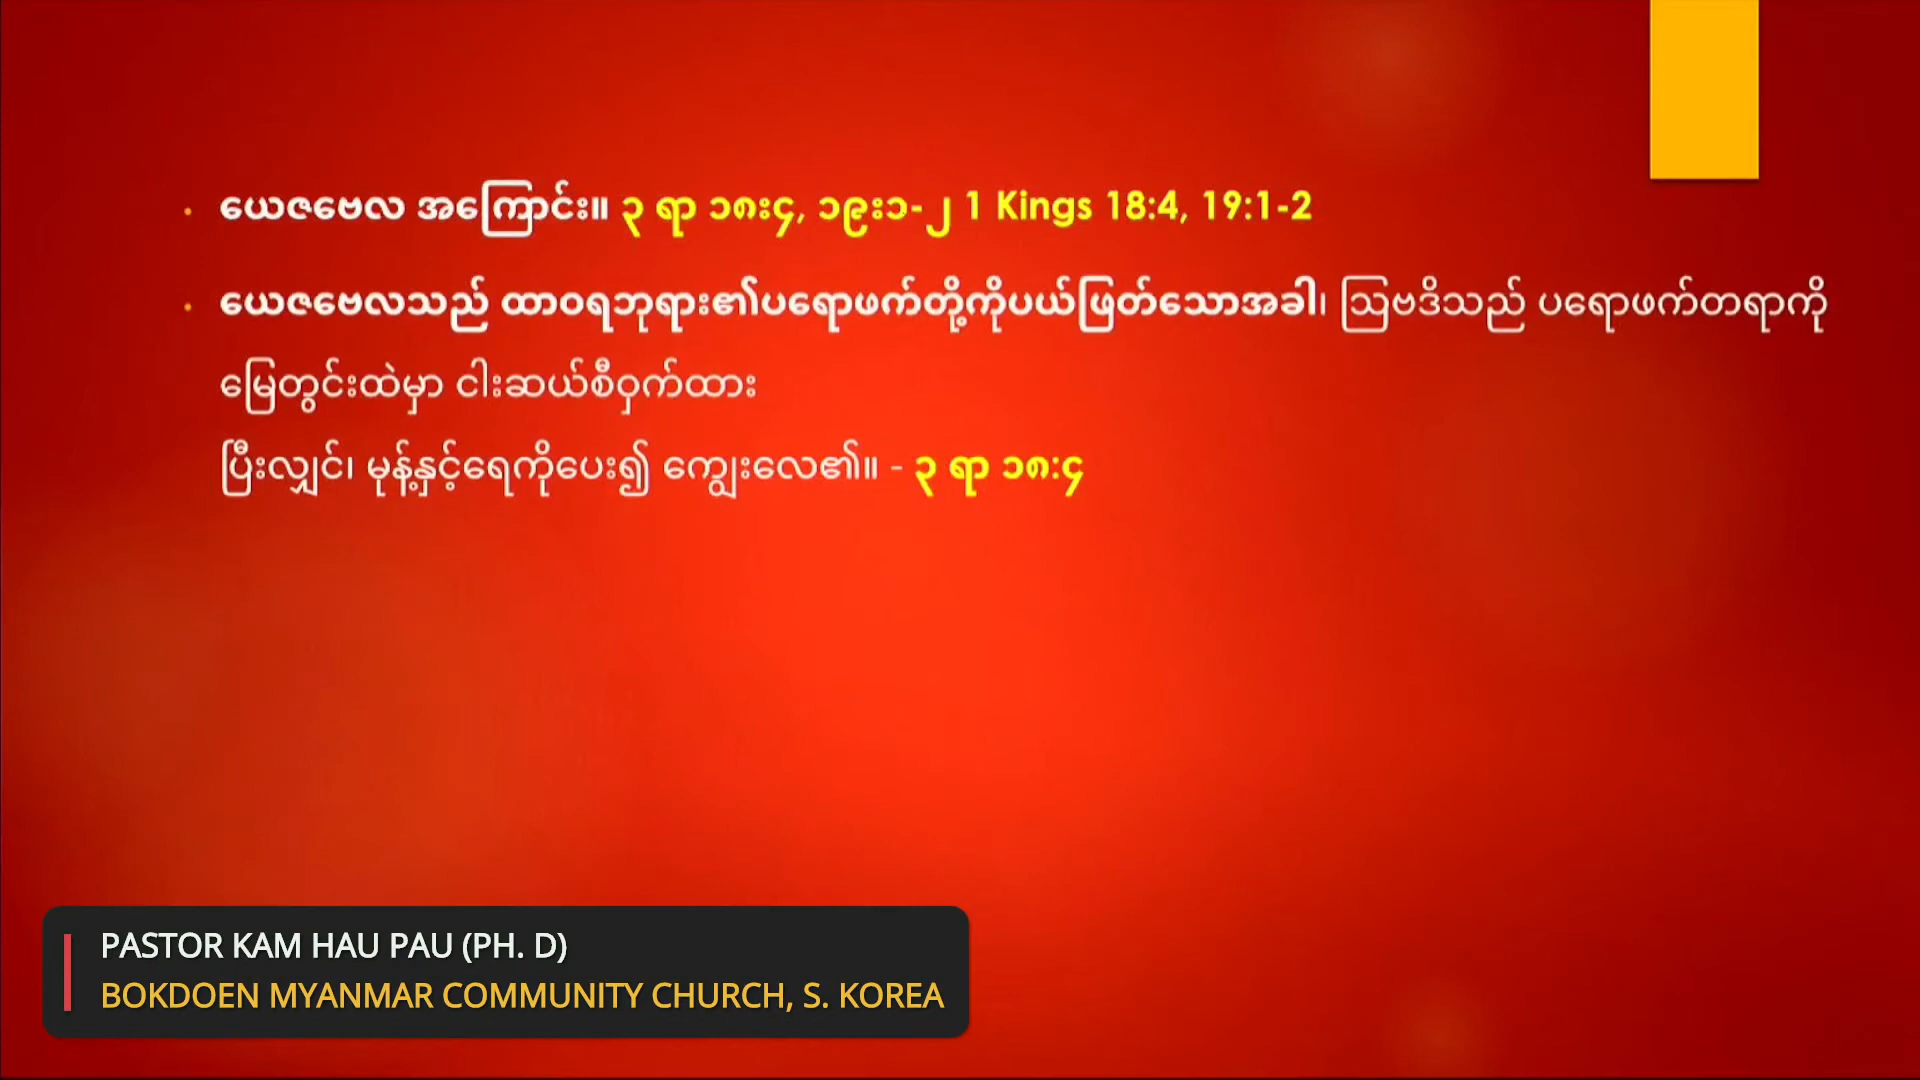 • ယေဇဗေလ အကြောင်း။ ၃ ရာ ၁၈း၄, ၁၉း၁-၂ 1 Kings 18:4, 19:1-2
• ယေဇဗေလသည် ထာဝရဘုရား၏ပရောဖက်တို့ကိုပယ်ဖြတ်သောအခါ၊ ဩဗဒိသည် ပရောဖက်တရာကို
မြေတွင်းထဲမှာ ငါးဆယ်စီဝှက်ထား
ပြီးလျှင်၊ မုန့်နှင့်ရေကိုပေး၍ ကျွေးလေ၏။ - ၃ ရာ ၁၈:၄
PASTOR KAM HAU PAU (PH. D)
BOKDOEN MYANMAR COMMUNITY CHURCH, S. KOREA